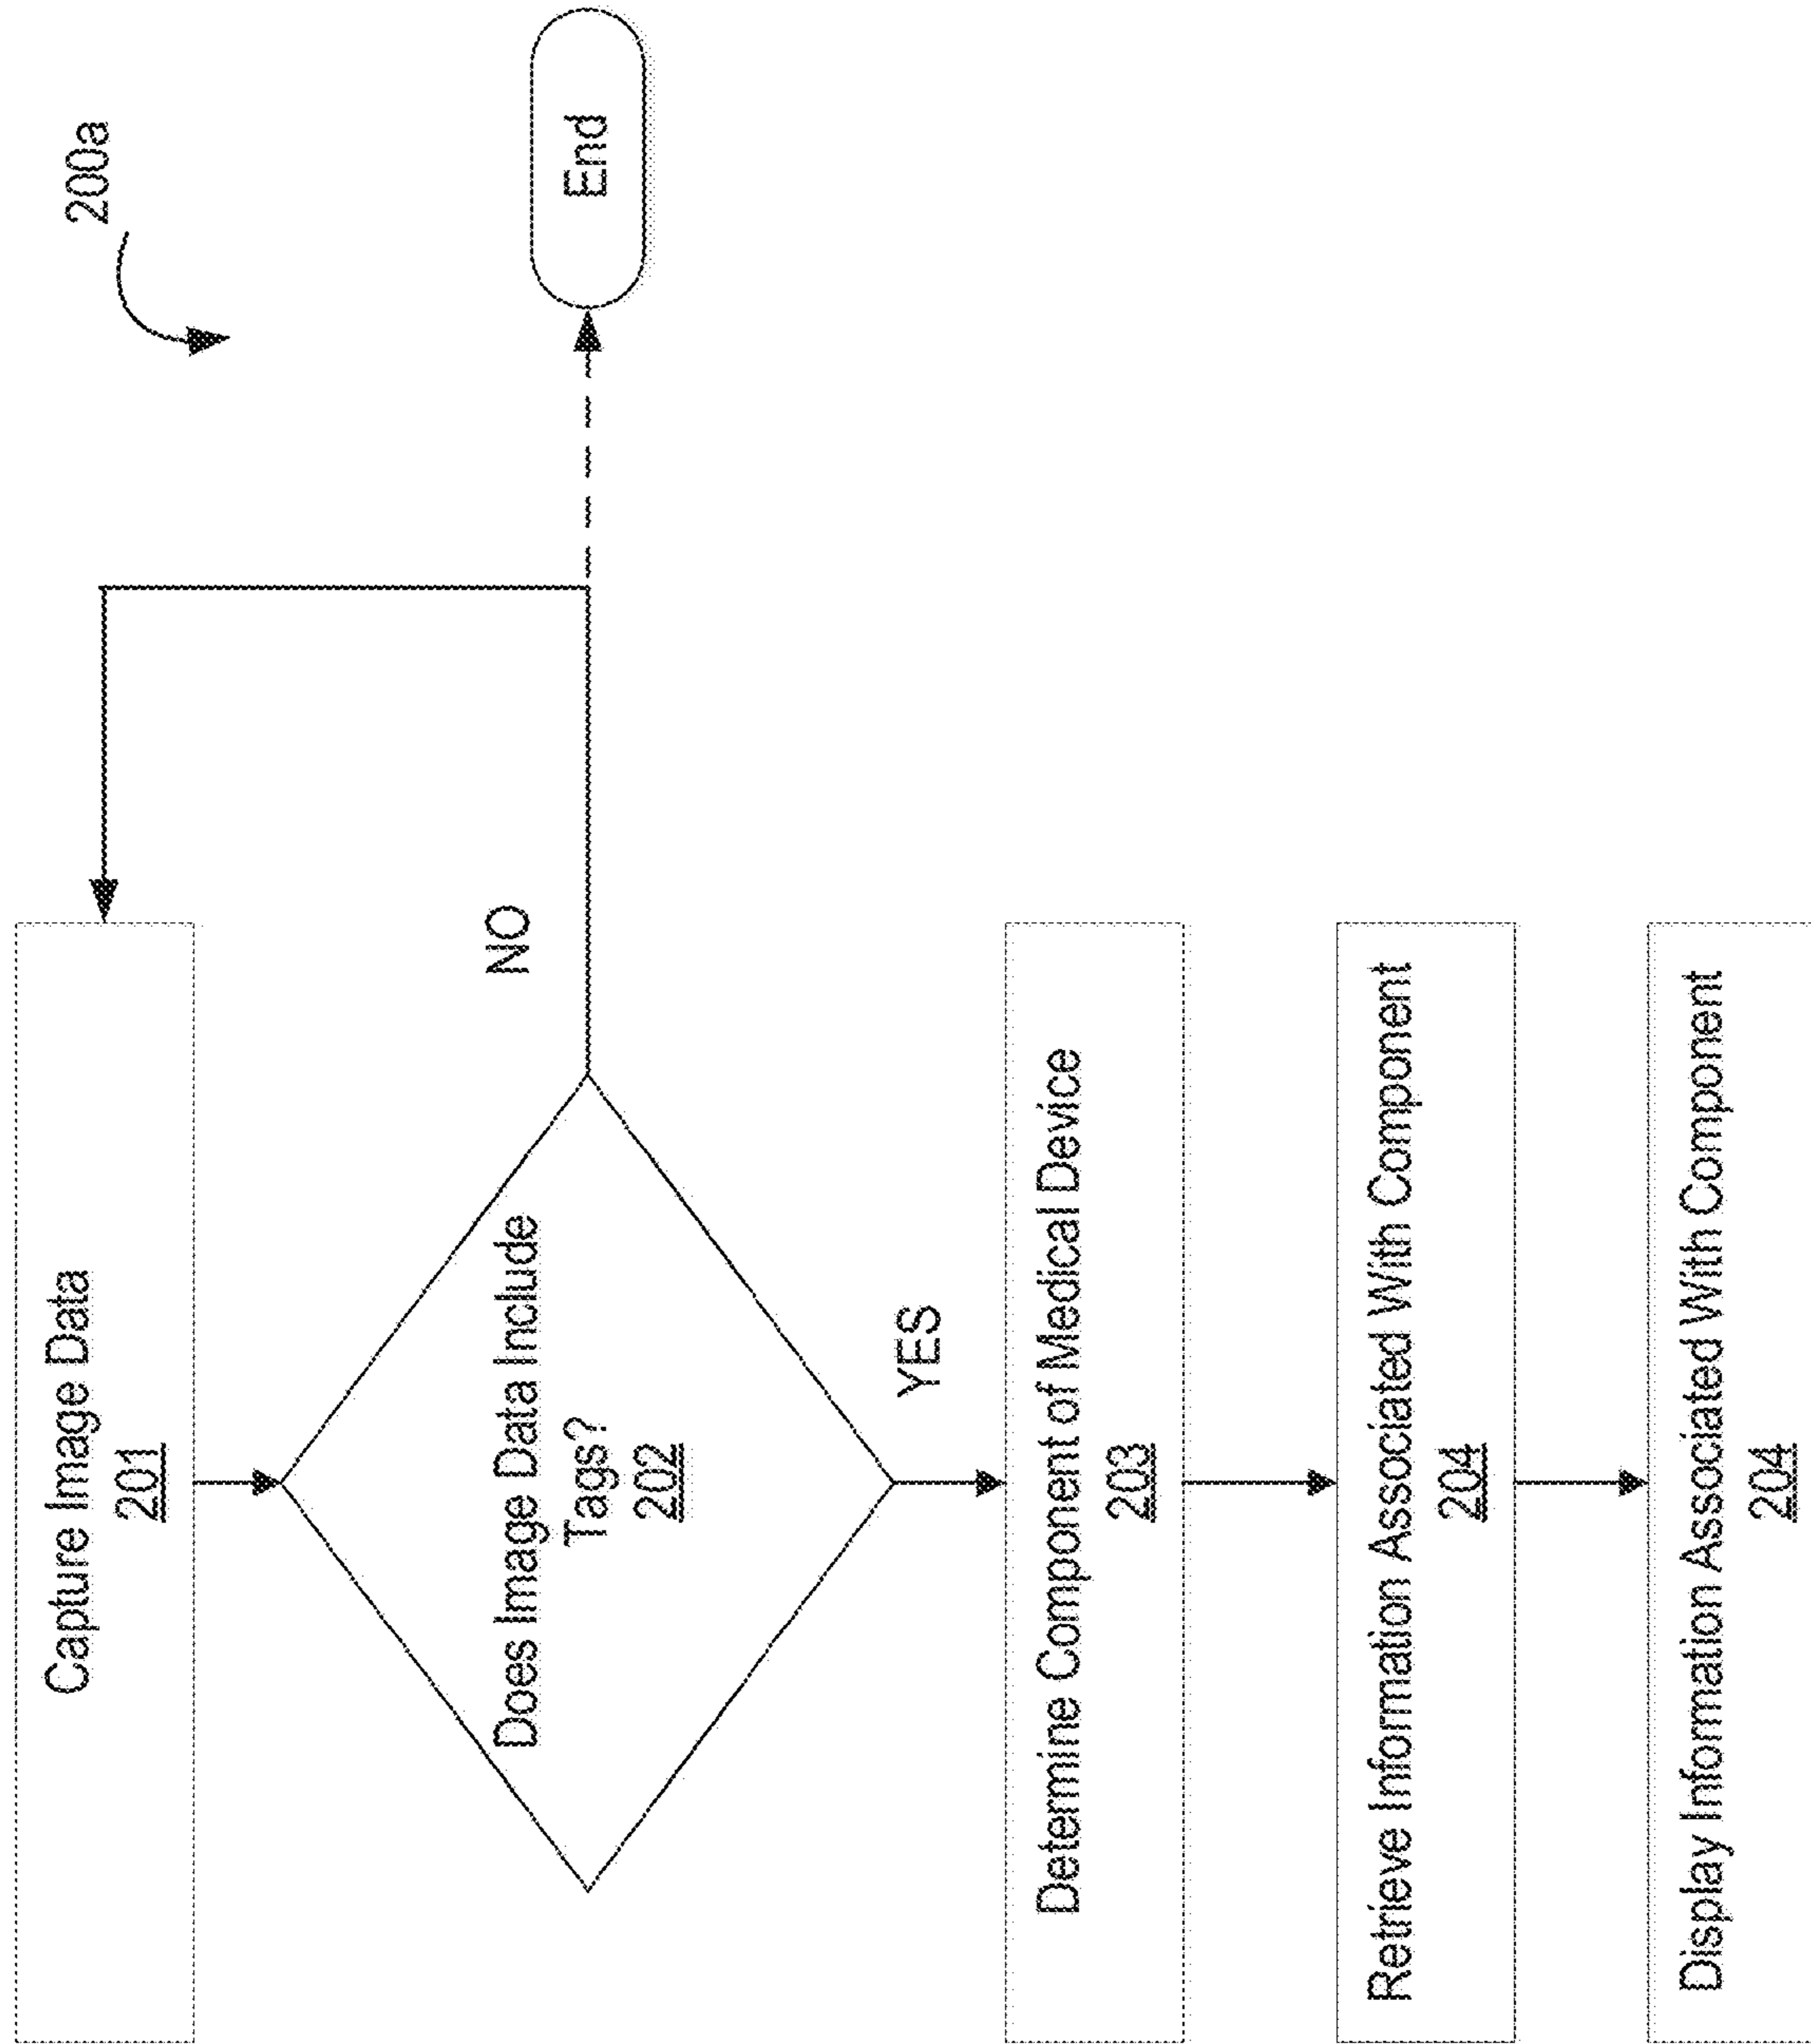 200a
Capture Image Data
201
Does Image Data Include
Tags?
202
NO
End
YES
Determine Component of Medical Device
203
Retrieve Information Associated With Component
204
Display Information Associated With Component
204